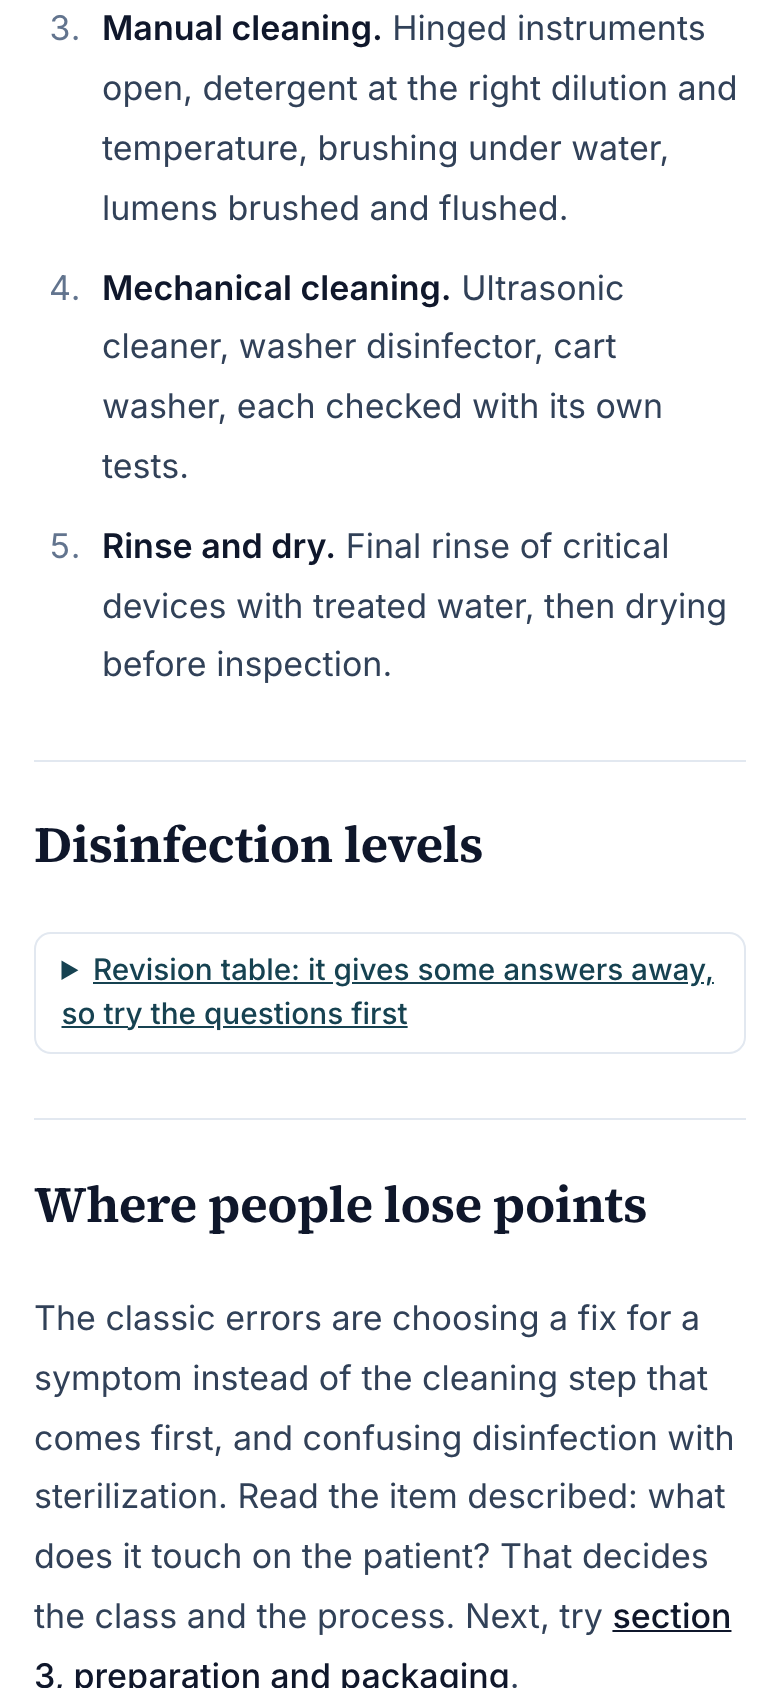 3. Manual cleaning. Hinged instruments
open, detergent at the right dilution and
temperature, brushing under water,
lumens brushed and flushed.
4. Mechanical cleaning. Ultrasonic
cleaner, washer disinfector, cart
washer, each checked with its own
tests.
5. Rinse and dry. Final rinse of critical
devices with treated water, then drying
before inspection.
Disinfection levels
▶ Revision table: it gives some answers away,
so try the questions first
Where people lose points
The classic errors are choosing a fix for a
symptom instead of the cleaning step that
comes first, and confusing disinfection with
sterilization. Read the item described: what
does it touch on the patient? That decides
the class and the process. Next, try section
3, preparation and packaging.